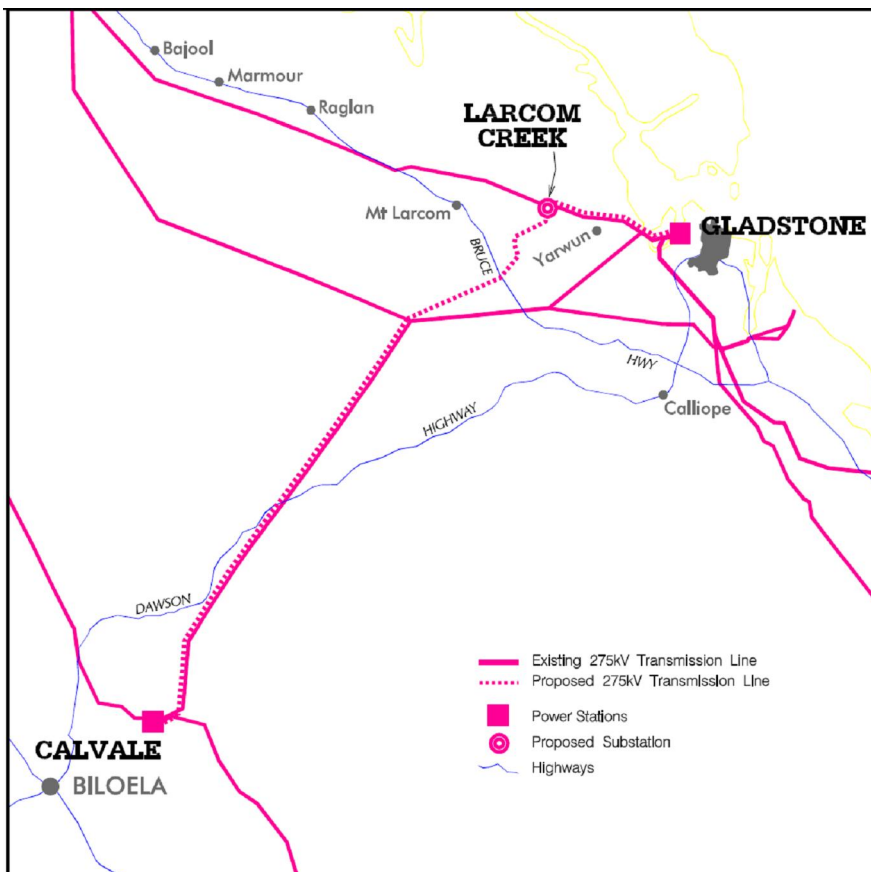 Bajool
Marmour
Raglan
LARCOM
CREEK
Mt Larcom
BRUCE
Yarwun
GLADSTONE
HWY
Calliope
HIGHWAY
DAWSON
Existing 275kV Transmission Line
Proposed 275kV Transmission Line
Power Stations
Proposed Substation
Highways
CALVALE
BILOELA